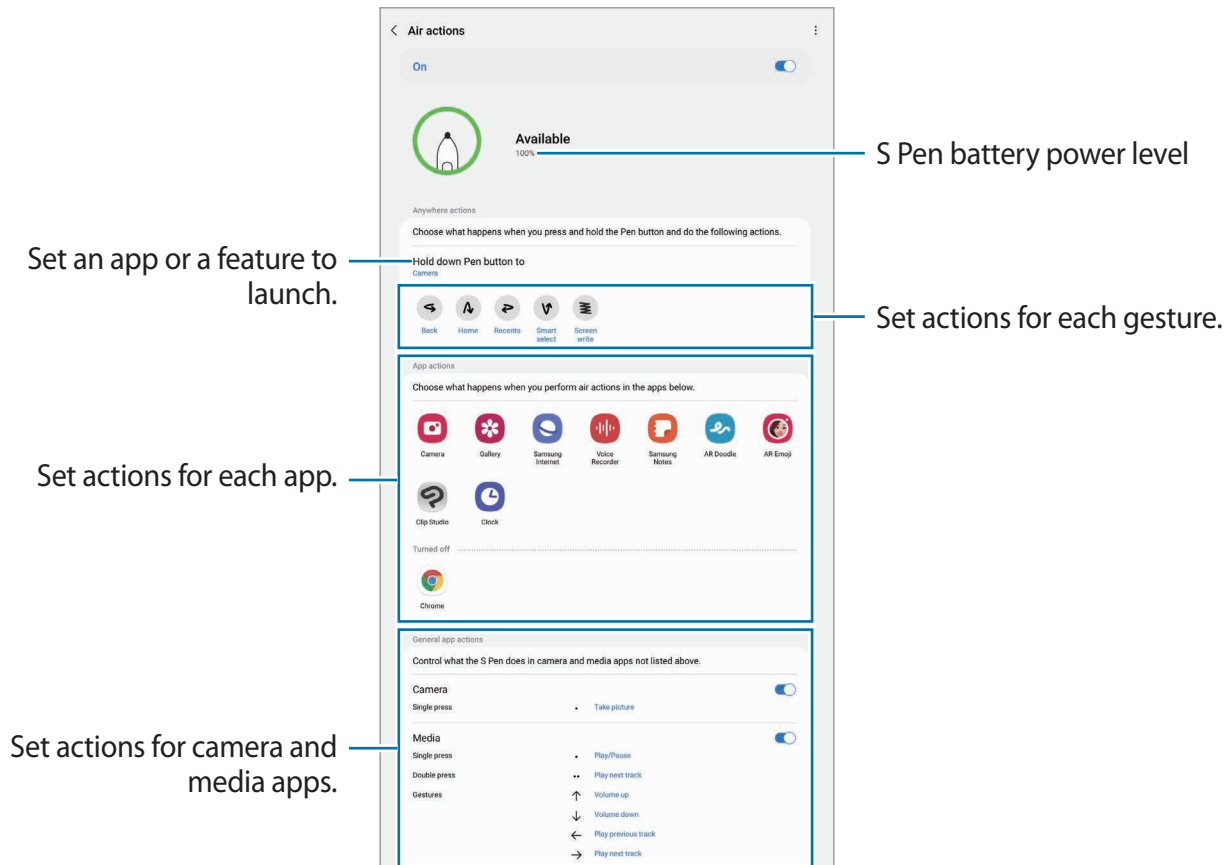 Air actions
On
Available
100%
S Pen battery power level
Anywhere actions
Choose what happens when you press and hold the Pen button and do the following actions.
Set an app or a feature to
launch.
Hold down Pen button to
Camera
Back Home Recents Smart select Screen write
Set actions for each gesture.
App actions
Choose what happens when you perform air actions in the apps below.
Camera Gallery Samsung Internet Voice Recorder Samsung Notes AR Doodle AR Emoji
Set actions for each app.
Clip Studio Clock
Turned off
Chrome
General app actions
Control what the S Pen does in camera and media apps not listed above.
Camera
Single press Take picture
Set actions for camera and
media apps.
Media
Single press Play/Pause
Double press Play next track
Gestures Volume up
Volume down
Play previous track
Play next track